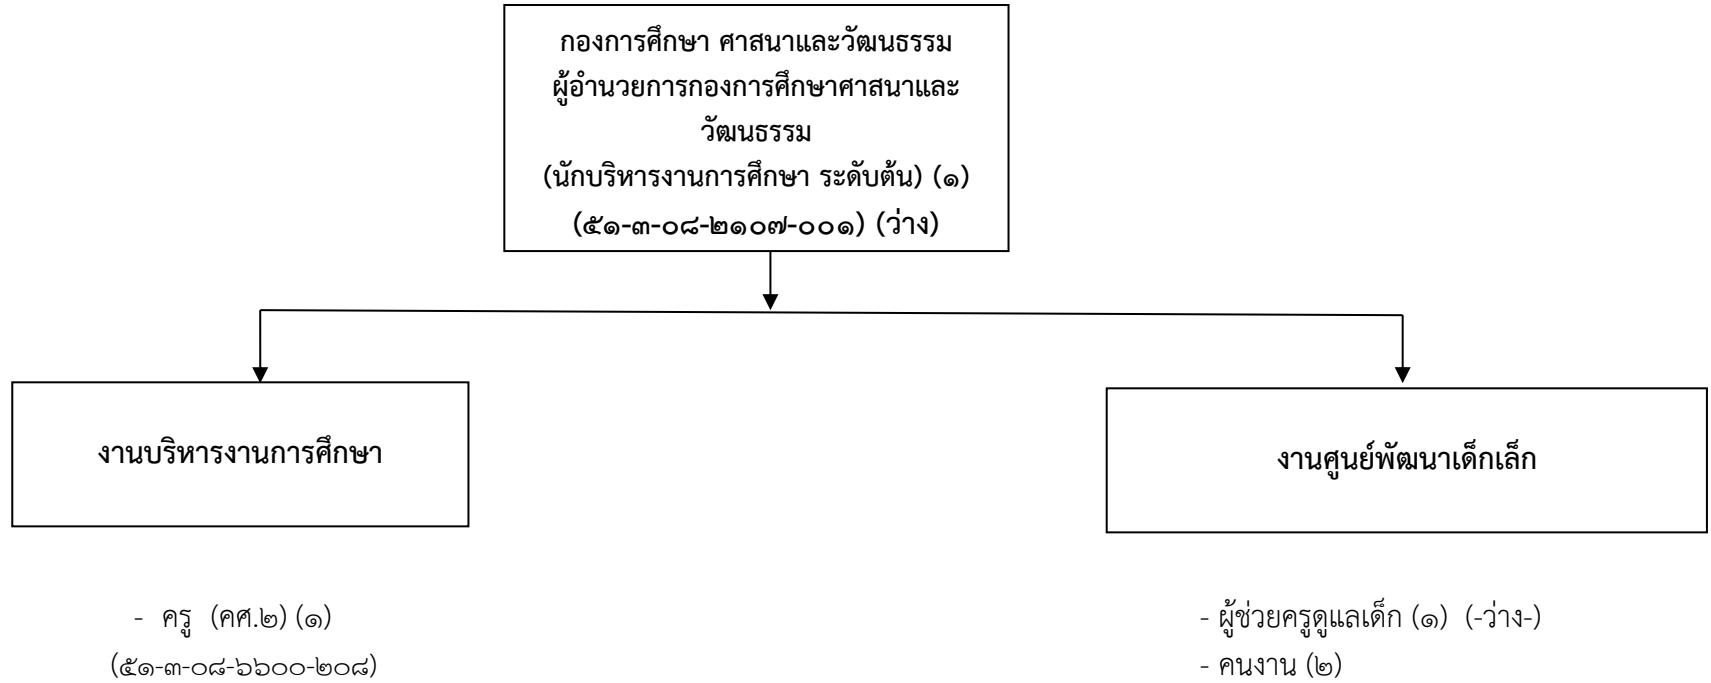 กองการศึกษา ศาสนาและวัฒนธรรม
ผู้อำนวยการกองการศึกษาศาสนาและ
วัฒนธรรม
(นักบริหารงานการศึกษา ระดับต้น) (๑)
(๕๑-๓-๐๘-๒๑๐๗-๐๐๑) (ว่าง)
งานบริหารงานการศึกษา
งานศูนย์พัฒนาเด็กเล็ก
- ครู (คศ.๒) (๑)
(๕๑-๓-๐๘-๖๖๐๐-๒๐๘)
- ผู้ช่วยครูดูแลเด็ก (๑) (-ว่าง-)
- คนงาน (๒)